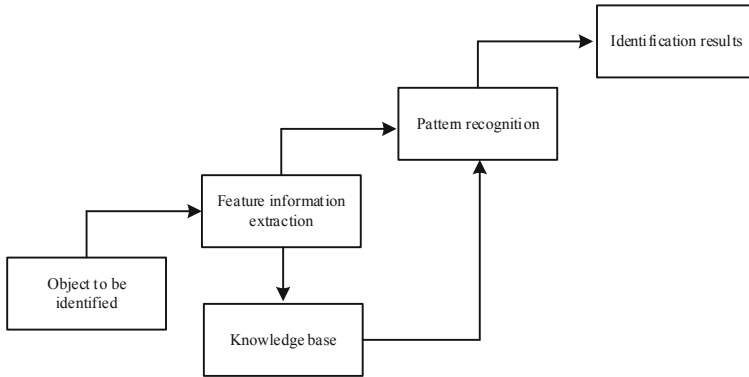 Identification results
Pattern recognition
Feature information
extraction
Object to be
identified
Knowledge base